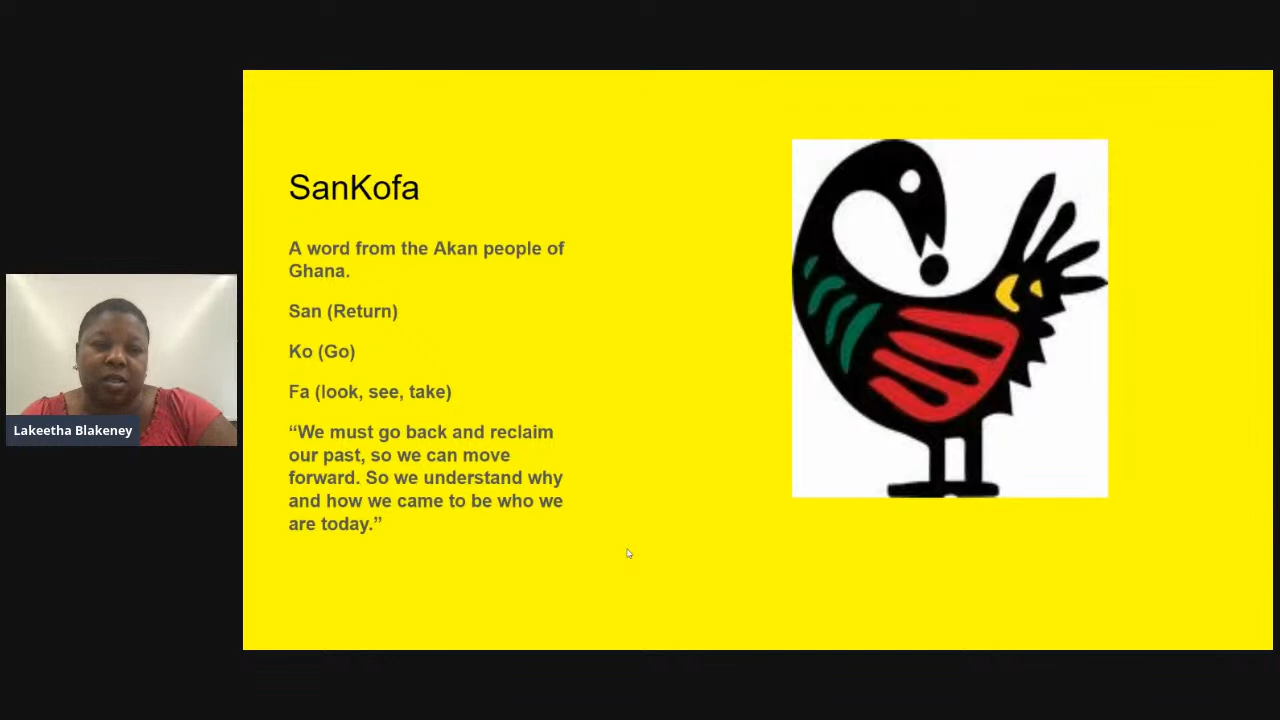 SanKofa
A word from the Akan people of
Ghana.
San (Return)
Ko (Go)
Fa (look, see, take)
“We must go back and reclaim
our past, so we can move
forward. So we understand why
and how we came to be who we
are today.”
Lakeetha Blakeney